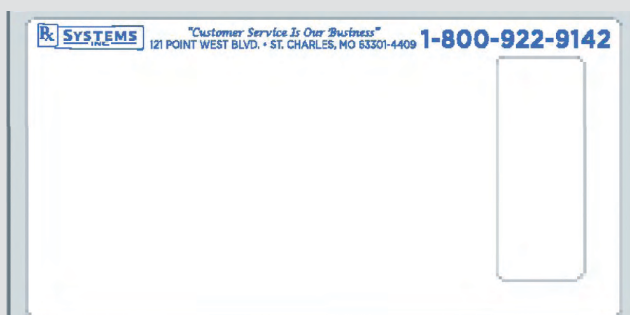 Rx SYSTEMS INC.
"Customer Service Is Our Business"
121 POINT WEST BLVD. • ST. CHARLES, MO 63301-4409
1-800-922-9142